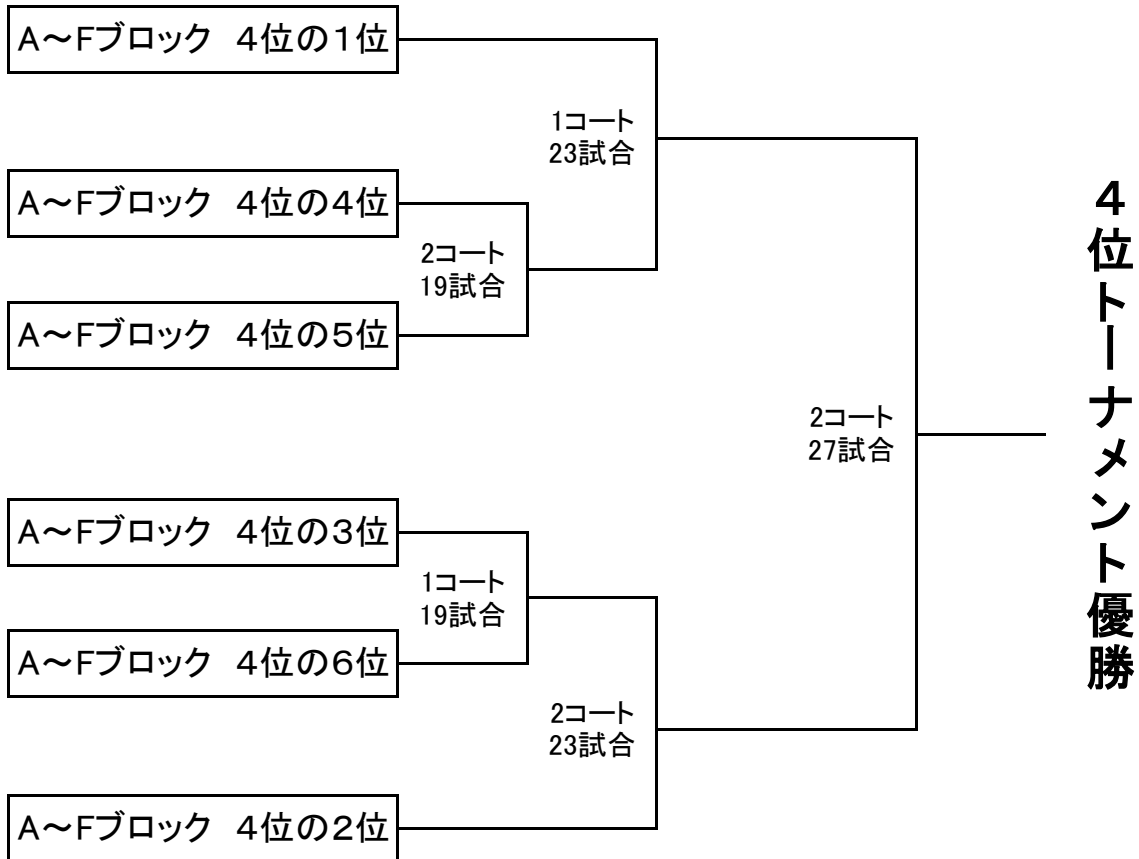 A～Fブロック　４位の１位
1コート
23試合
A～Fブロック　４位の４位
2コート
19試合
A～Fブロック　４位の５位
2コート
27試合
A～Fブロック　４位の３位
1コート
19試合
A～Fブロック　４位の６位
2コート
23試合
A～Fブロック　４位の２位
４位トーナメント優勝